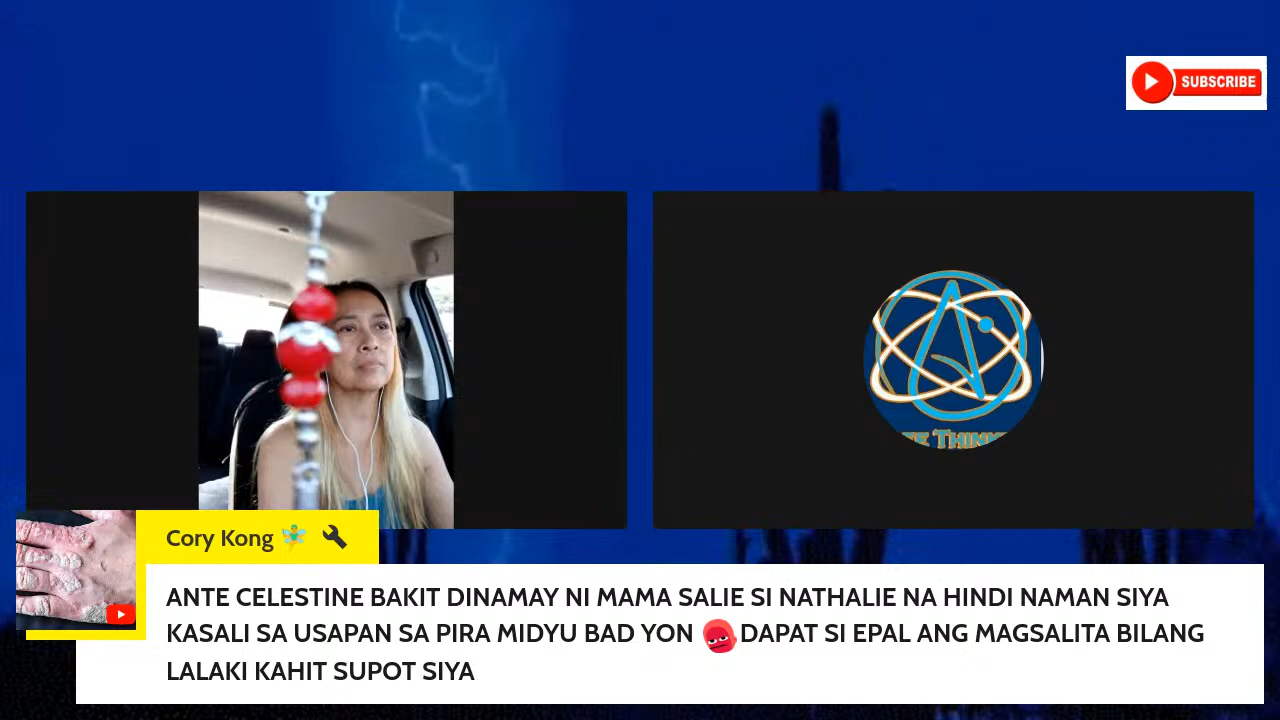 SUBSCRIBE
THINK
Cory Kong
ANTE CELESTINE BAKIT DINAMAY NI MAMA SALIE SI NATHALIE NA HINDI NAMAN SIYA
KASALI SA USAPAN SA PIRA MIDYU BAD YON DAPAT SI EPAL ANG MAGSALITA BILANG
LALAKI KAHIT SUPOT SIYA